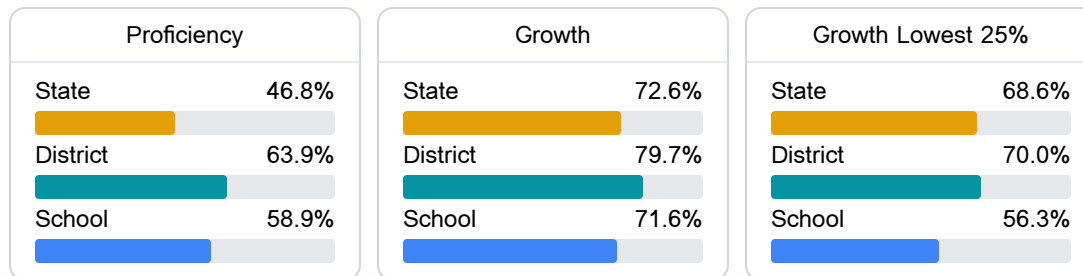 Proficiency
State 46.8%
District 63.9%
School 58.9%
Growth
State 72.6%
District 79.7%
School 71.6%
Growth Lowest 25%
State 68.6%
District 70.0%
School 56.3%